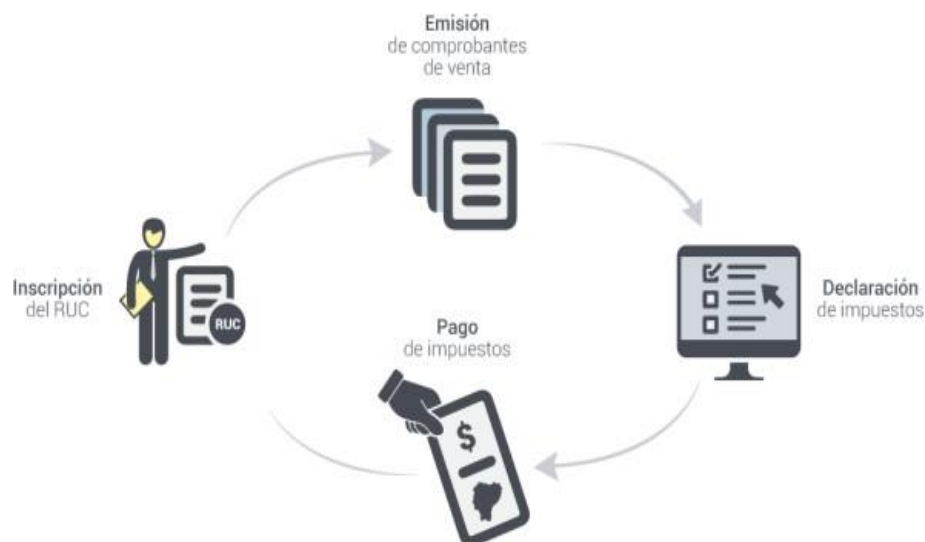 Emisión
de comprobantes
de venta
Inscripción
del RUC
RUC
Declaración
de impuestos
Pago
de impuestos
$